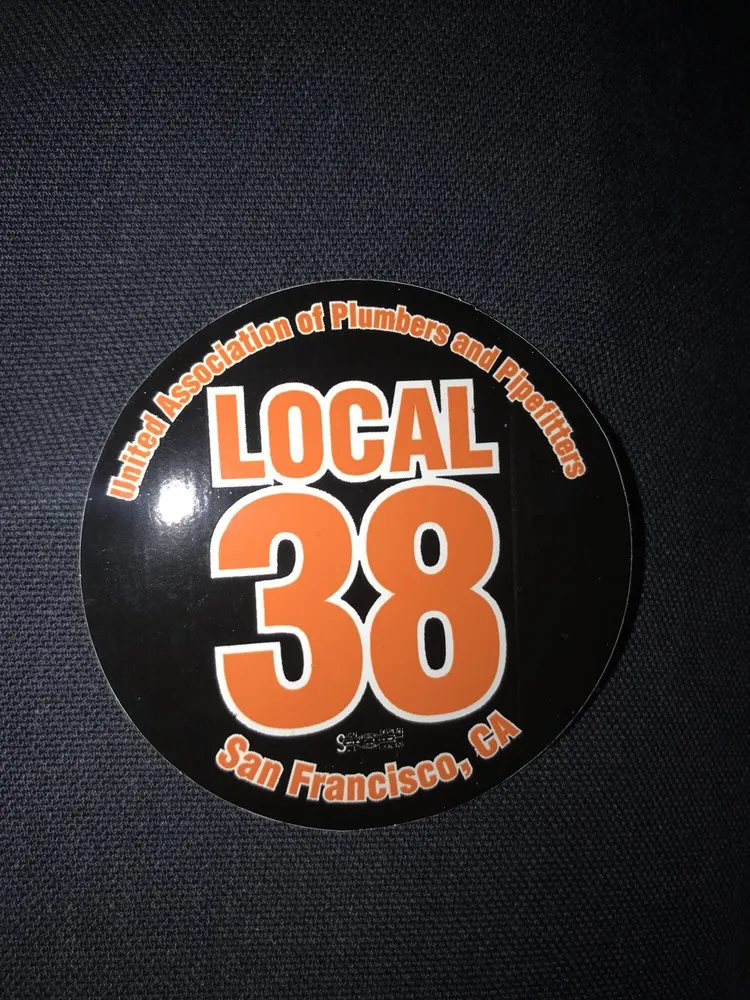 United Association of Plumbers and Pipefitters
LOCAL
38
San Francisco, CA